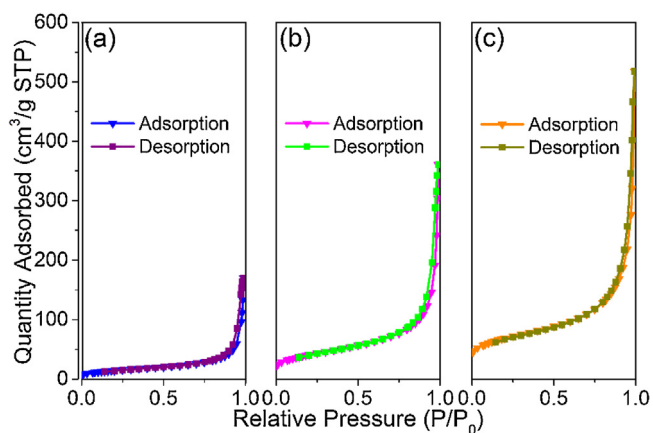 (a)
(b)
(c)
Adsorption
Desorption
Adsorption
Desorption
Adsorption
Desorption
Quantity Adsorbed (cm³/g STP)
600
500
400
300
200
100
0
0.0 0.5 1.0 0.0 0.5 1.0 0.0 0.5 1.0
Relative Pressure (P/P₀)